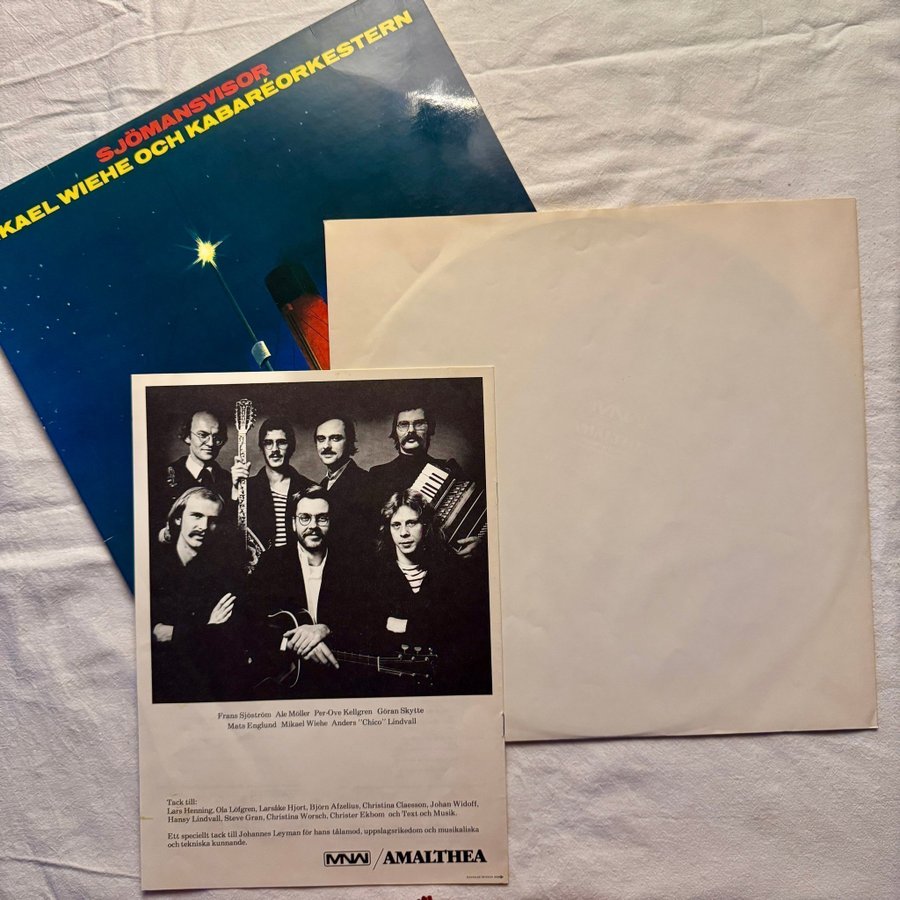 SJÖMANSVISOR
KAEL WIEHE OCH KABARÉORKESTERN
Frans Sjöström Ale Möller Per-Ove Kellgren Göran Skytte
Mats Englund Mikael Wiehe Anders "Chico" Lindvall
Tack till:
Lars Henning, Ola Löfgren, Larsåke Hjort, Björn Afzelius, Christina Claesson, Johan Widoff,
Hansy Lindvall, Steve Gran, Christina Worsch, Christer Ekbom och Text och Musik.
Ett speciellt tack till Johannes Leyman för hans tålamod, uppslagsrikedom och musikaliska
och tekniska kunnande.
MNW/AMALTHEA